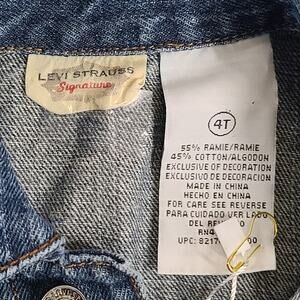 LEVI STRAUSS
Signature
4T
55% RAMIE/RAMIE
45% COTTON/ALGODON
EXCLUSIVE OF DECORATION
EXCLUSIVO DE DECORACION
MADE IN CHINA
HECHO EN CHINA
FOR CARE SEE REVERSE
PARA CUIDADO VER LADO
DEL
UPC: 8217